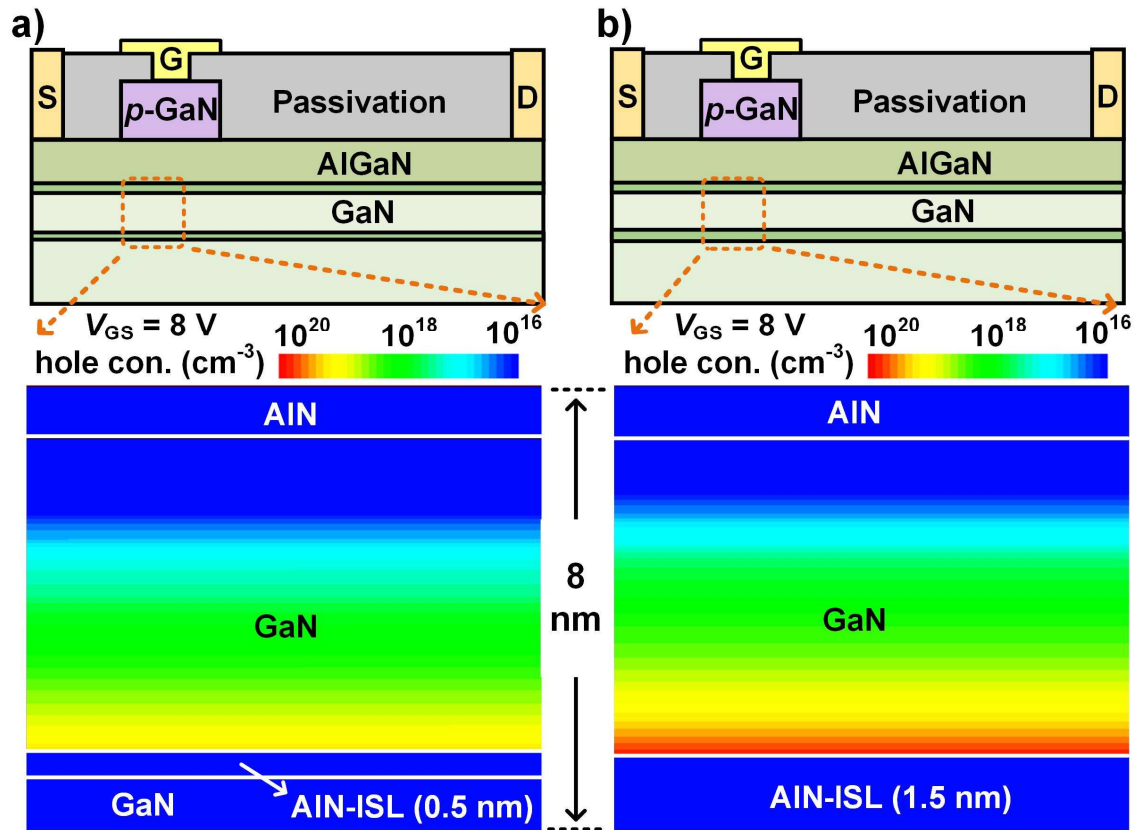 a)
G
S
p-GaN
Passivation
D
AlGaN
GaN
V_GS = 8 V
10^20 10^18 10^16
hole con. (cm^-3)
AlN
GaN
GaN
AlN-ISL (0.5 nm)
8
nm
b)
G
S
p-GaN
Passivation
D
AlGaN
GaN
V_GS = 8 V
10^20 10^18 10^16
hole con. (cm^-3)
AlN
GaN
AlN-ISL (1.5 nm)